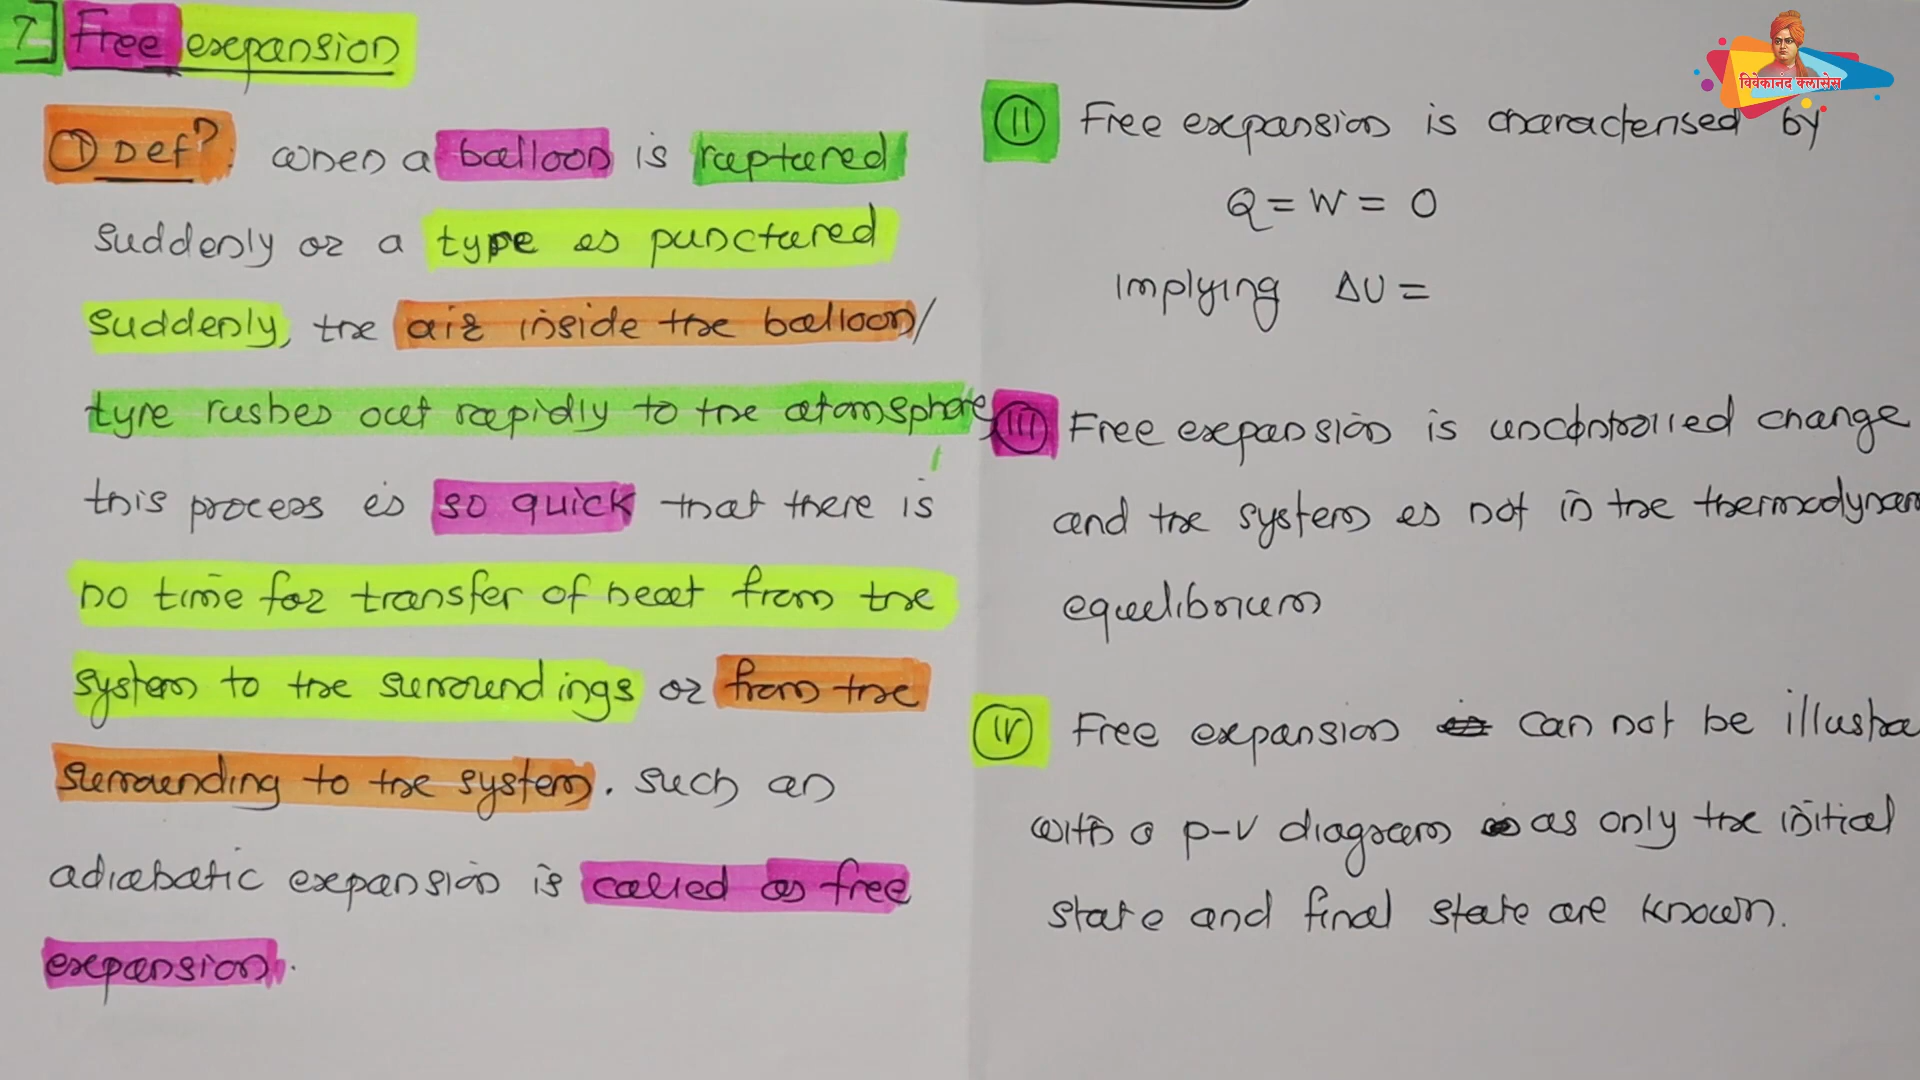 7] Free expansion
① Defⁿ: when a balloon is ruptured
suddenly or a type is punctured
suddenly, the air inside the balloon/
tyre rushes out rapidly to the atomsphere
this process is so quick that there is
no time for transfer of heat from the
system to the surroundings or from the
surrounding to the system. such an
adiabatic expansion is called as free
expansion.
विवेकानंद क्लासेस
(II) Free expansion is characterised by
Q = W = 0
Implying ΔU =
(III) Free expansion is uncontrolled change
and the system is not in the thermodynam
equilibrium
(IV) Free expansion can not be illustra
with a p-v diagram as only the initial
state and final state are known.